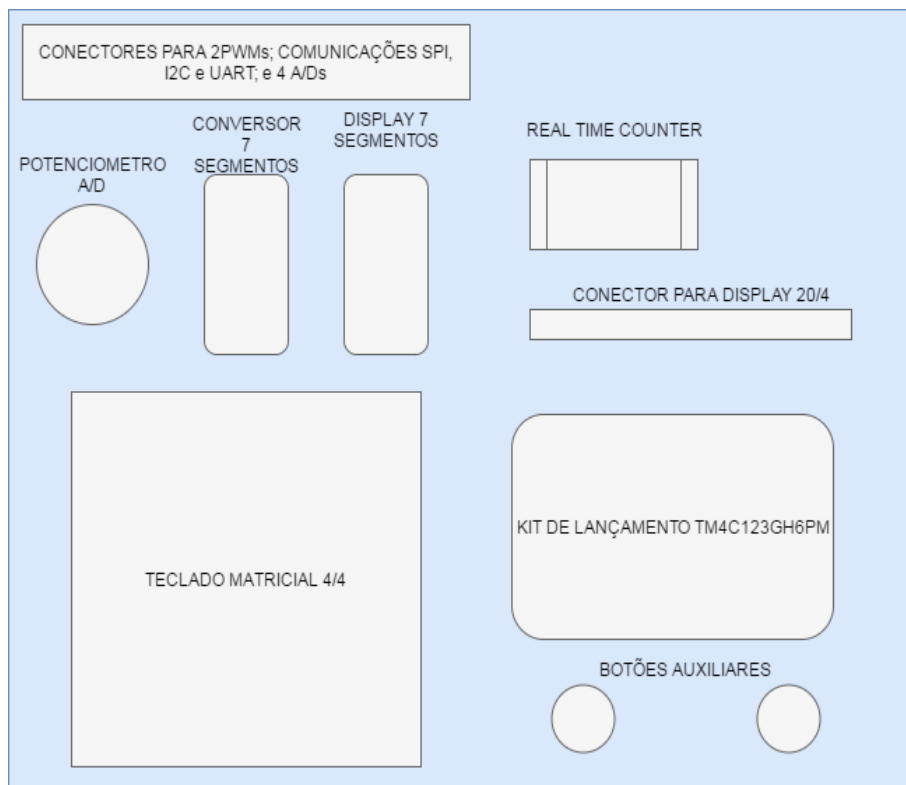 CONECTORES PARA 2PWMs; COMUNICAÇÕES SPI,
I2C e UART; e 4 A/Ds
POTENCIOMETRO
A/D
CONVERSOR
7
SEGMENTOS
DISPLAY 7
SEGMENTOS
REAL TIME COUNTER
CONECTOR PARA DISPLAY 20/4
TECLADO MATRICIAL 4/4
KIT DE LANÇAMENTO TM4C123GH6PM
BOTÕES AUXILIARES